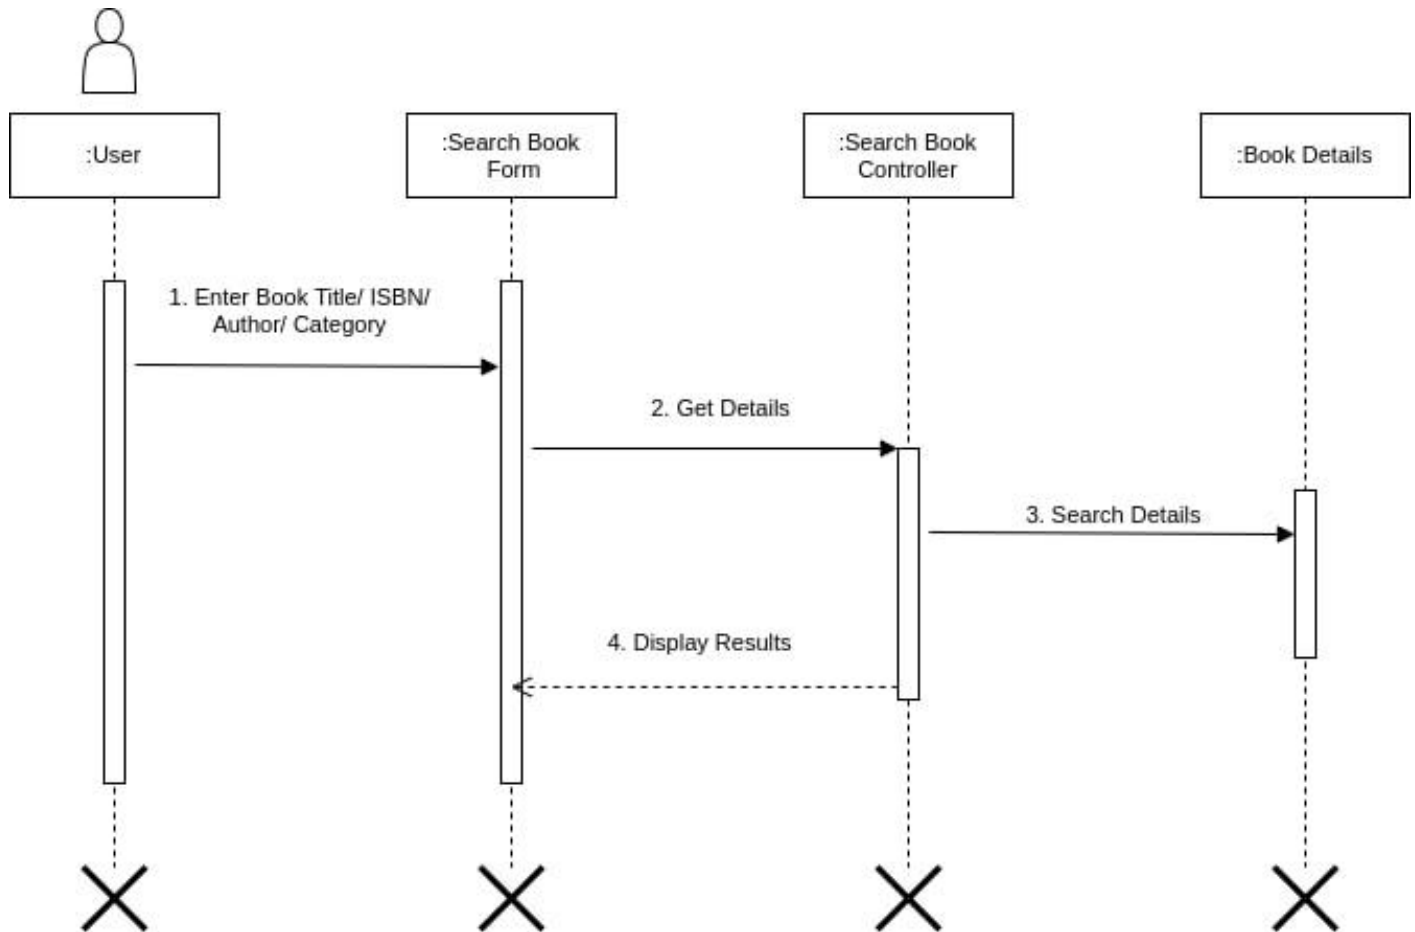 :User
:Search Book
Form
:Search Book
Controller
:Book Details
1. Enter Book Title/ ISBN/
Author/ Category
2. Get Details
3. Search Details
4. Display Results